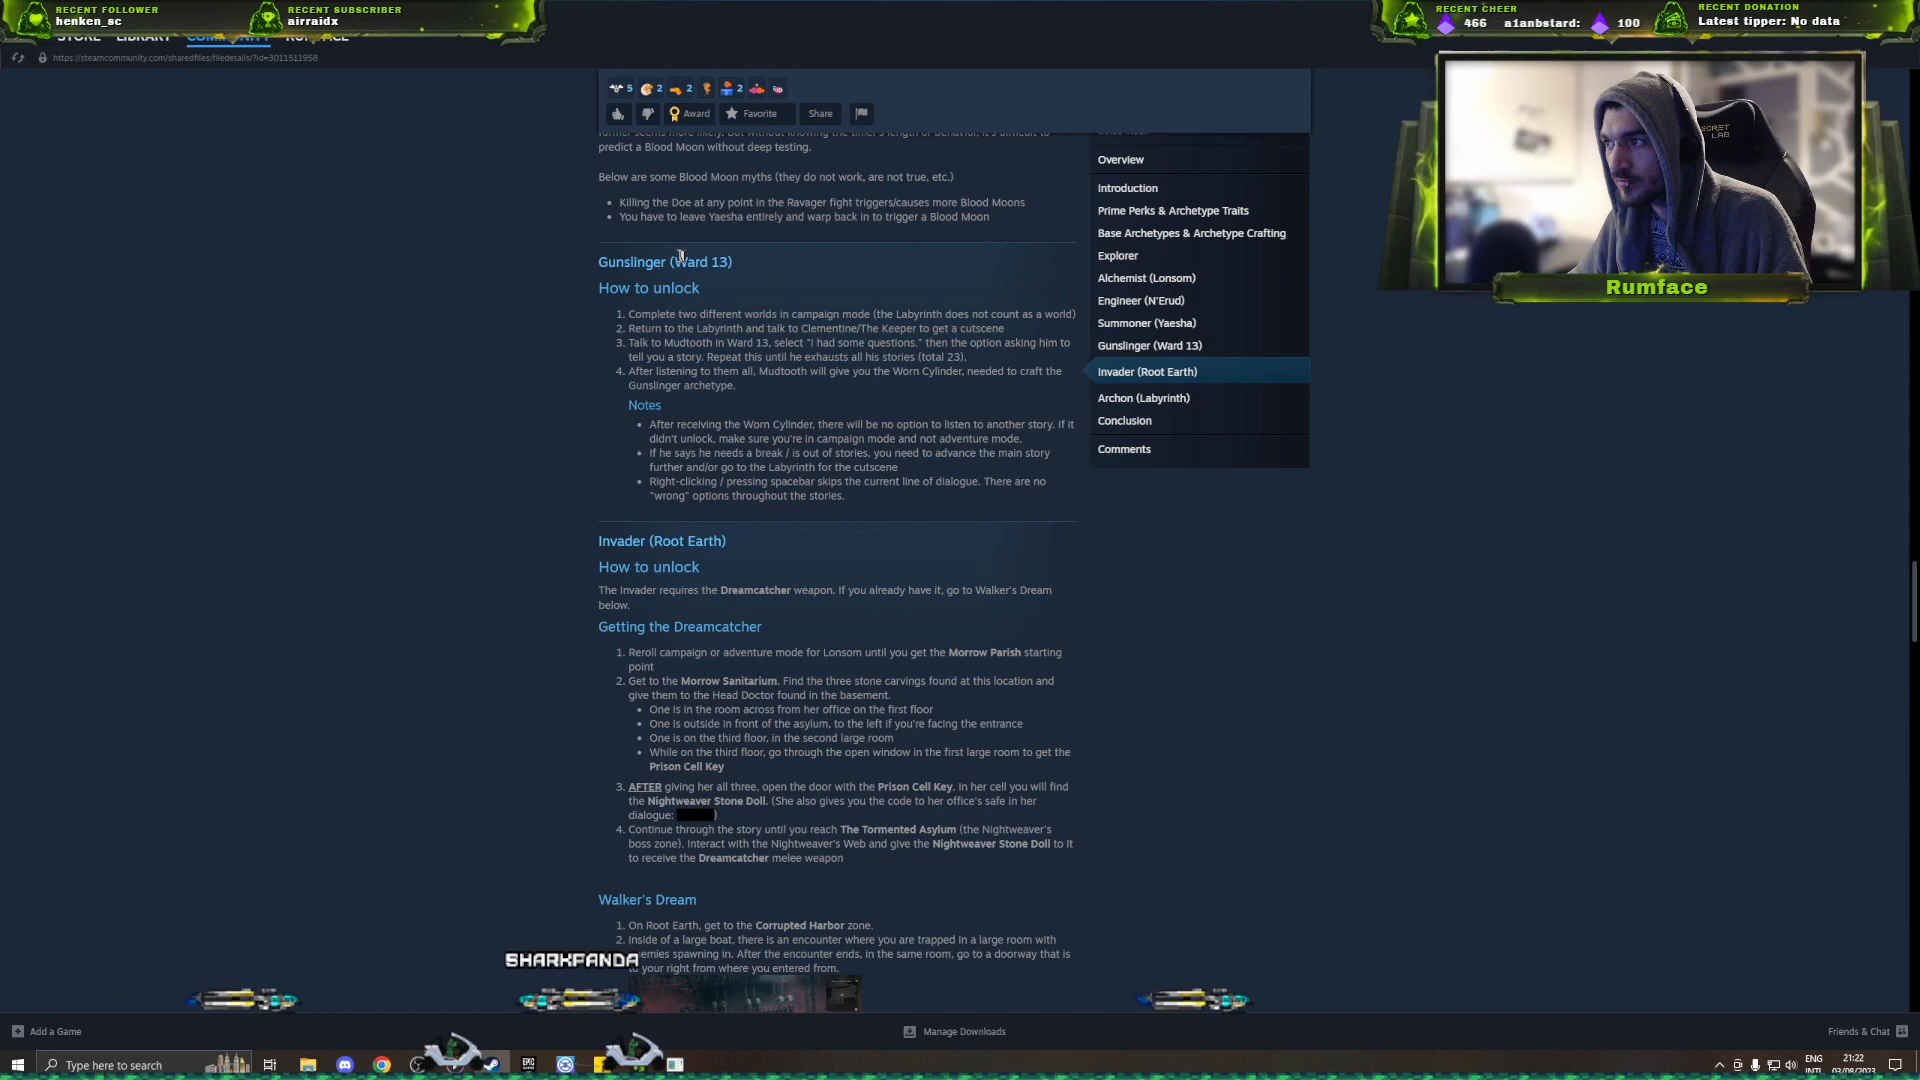 RECENT FOLLOWER
henken_sc
RECENT SUBSCRIBER
airraidx
RECENT CHEER
466 a1anbstard: 100
RECENT DONATION
Latest tipper: No data
STORE LIBRARY COMMUNITY
https://steamcommunity.com/sharedfiles/filedetails/?id=3011511958
5 2 2 2
Award Favorite Share
predict a Blood Moon without deep testing.
Below are some Blood Moon myths (they do not work, are not true, etc.)
Killing the Doe at any point in the Ravager fight triggers/causes more Blood Moons
You have to leave Yaesha entirely and warp back in to trigger a Blood Moon
Gunslinger (Ward 13)
How to unlock
1. Complete two different worlds in campaign mode (the Labyrinth does not count as a world)
2. Return to the Labyrinth and talk to Clementine/The Keeper to get a cutscene
3. Talk to Mudtooth in Ward 13, select "I had some questions." then the option asking him to
tell you a story. Repeat this until he exhausts all his stories (total 23).
4. After listening to them all, Mudtooth will give you the Worn Cylinder, needed to craft the
Gunslinger archetype.
Notes
After receiving the Worn Cylinder, there will be no option to listen to another story. if it
didn't unlock, make sure you're in campaign mode and not adventure mode.
If he says he needs a break / is out of stories, you need to advance the main story
further and/or go to the Labyrinth for the cutscene
Right-clicking / pressing spacebar skips the current line of dialogue. There are no
"wrong" options throughout the stories.
Invader (Root Earth)
How to unlock
The Invader requires the Dreamcatcher weapon. If you already have it, go to Walker's Dream
below.
Getting the Dreamcatcher
1. Reroll campaign or adventure mode for Lonsom until you get the Morrow Parish starting
point
2. Get to the Morrow Sanitarium. Find the three stone carvings found at this location and
give them to the Head Doctor found in the basement.
One is in the room across from her office on the first floor
One is outside in front of the asylum, to the left if you're facing the entrance
One is on the third floor, in the second large room
While on the third floor, go through the open window in the first large room to get the
Prison Cell Key
3. AFTER giving her all three, open the door with the Prison Cell Key. In her cell you will find
the Nightweaver Stone Doll. (She also gives you the code to her office's safe in her
dialogue: )
4. Continue through the story until you reach The Tormented Asylum (the Nightweaver's
boss zone). Interact with the Nightweaver's Web and give the Nightweaver Stone Doll to it
to receive the Dreamcatcher melee weapon
Walker's Dream
1. On Root Earth, get to the Corrupted Harbor zone.
2. Inside of a large boat, there is an encounter where you are trapped in a large room with
enemies spawning in. After the encounter ends, in the same room, go to a doorway that is
to your right from where you entered from.
Overview
Introduction
Prime Perks & Archetype Traits
Base Archetypes & Archetype Crafting
Explorer
Alchemist (Lonsom)
Engineer (N'Erud)
Summoner (Yaesha)
Gunslinger (Ward 13)
Invader (Root Earth)
Archon (Labyrinth)
Conclusion
Comments
SECRET
LAB
Rumface
SHARKFANDA
Add a Game
Manage Downloads
Friends & Chat
Type here to search
EPIC
ENG
INTL
21:22
03/08/2023